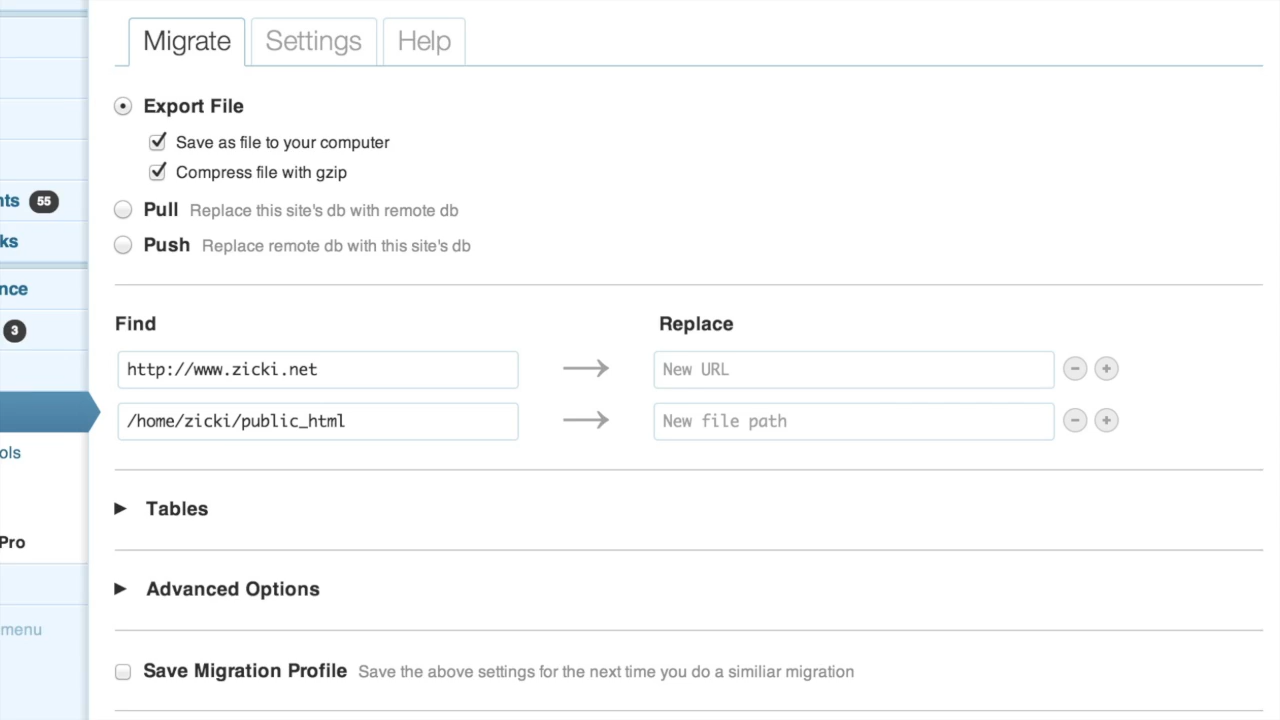 Migrate Settings Help
Export File
Save as file to your computer
Compress file with gzip
nts 55
Pull Replace this site's db with remote db
ks
Push Replace remote db with this site's db
nce
Find Replace
3
http://www.zicki.net New URL
/home/zicki/public_html New file path
ols
Tables
Pro
Advanced Options
menu
Save Migration Profile Save the above settings for the next time you do a similiar migration